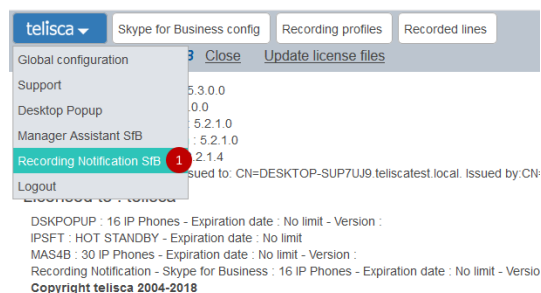 telisca
Skype for Business config
Recording profiles
Recorded lines
Close
Update license files
Global configuration
Support
Desktop Popup
Manager Assistant SfB
Recording Notification SfB 1
Logout
5.3.0.0
.0.0
: 5.2.1.0
: 5.2.1.0
.2.1.4
sued to: CN=DESKTOP-SUP7UJ9.teliscatest.local. Issued by:CN=
Licensed to : telisca
DSKPOPUP : 16 IP Phones - Expiration date : No limit - Version :
IPSFT : HOT STANDBY - Expiration date : No limit
MAS4B : 30 IP Phones - Expiration date : No limit - Version :
Recording Notification - Skype for Business : 16 IP Phones - Expiration date : No limit - Versio
Copyright telisca 2004-2018